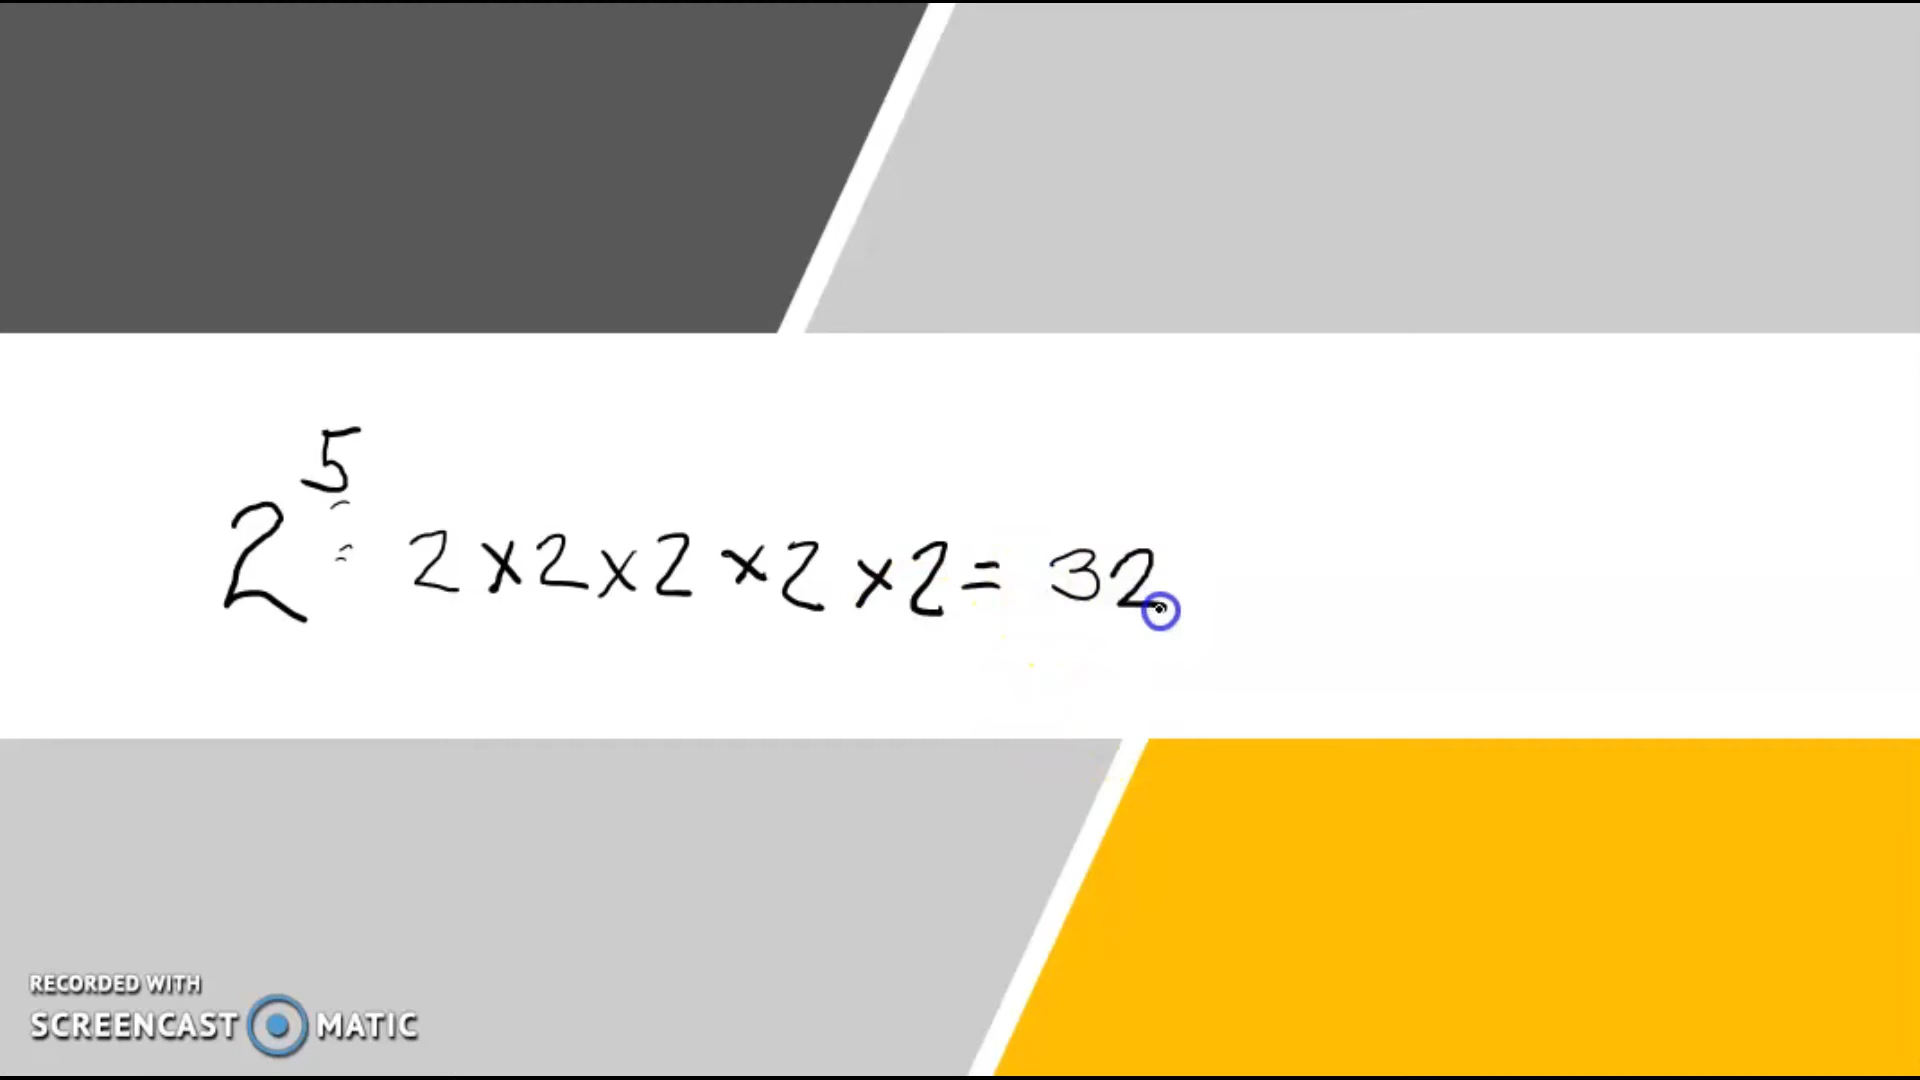 2⁵ = 2 x 2 x 2 x 2 x 2 = 32
RECORDED WITH
SCREENCAST MATIC